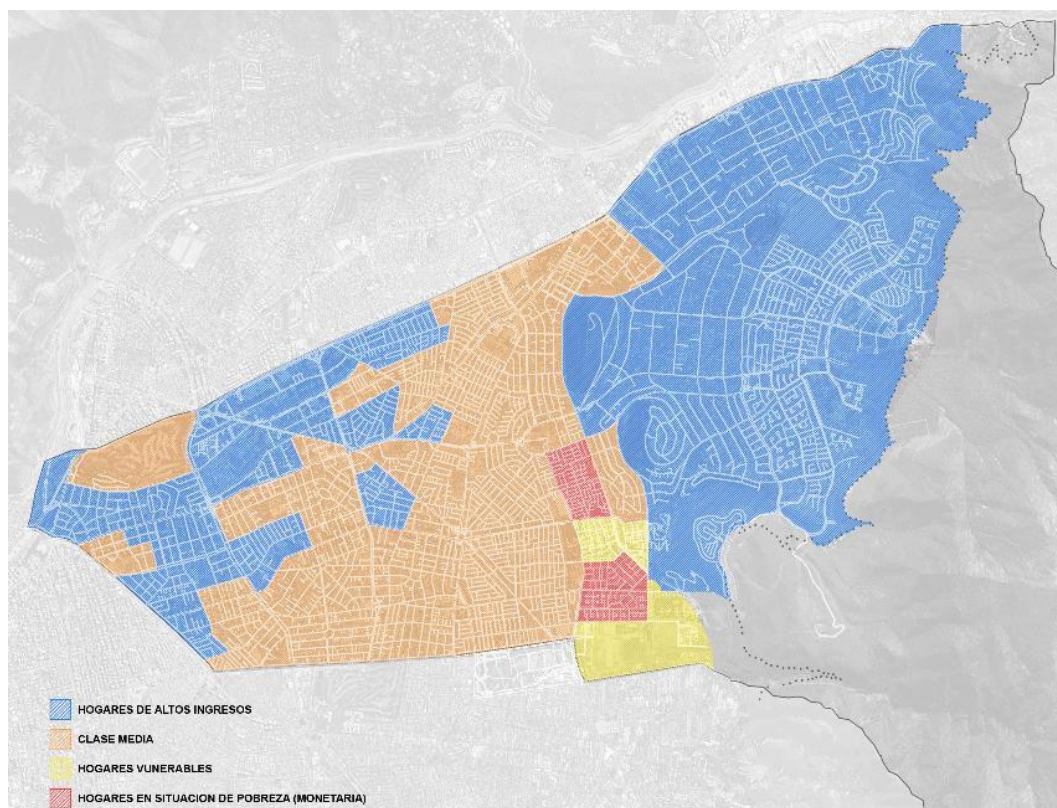 HOGARES DE ALTOS INGRESOS
CLASE MEDIA
HOGARES VUNERABLES
HOGARES EN SITUACION DE POBREZA (MONETARIA)